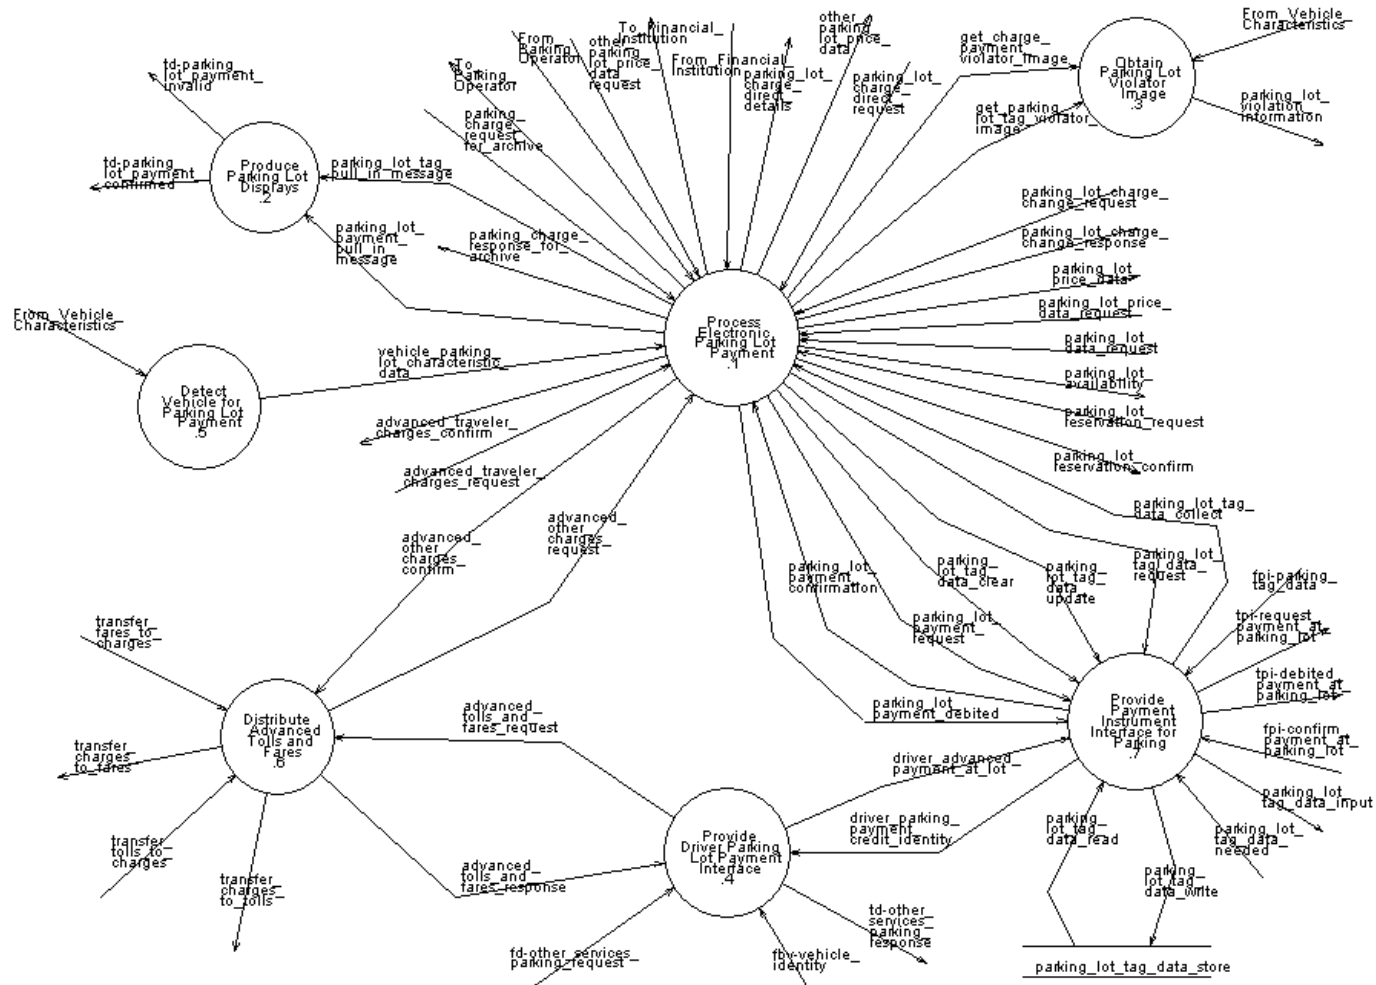 From_Vehicle_
Characteristics
other_
parking_
lot_price_
data
To_Financial_
Institution
From_
Parking_
Operator
other_
parking_
lot_price_
data_
request
From_Financial_
Institution
get_charge_
payment_
violator_image
To_
Parking_
Operator
td-parking_
lot_payment_
invalid
parking_lot_
charge_
direct_
details
parking_lot_
charge_
direct_
request
Obtain
Parking Lot
Violator
Image
.3
parking_lot_
violation_
information
get_parking_
lot_tag_violator_
image
parking_
charge_
request_
for_archive
td-parking_
lot_payment_
confirmed
Produce
Parking Lot
Displays
.2
parking_lot_tag_
pull_in_message
parking_lot_charge_
change_request
parking_lot_
payment_
pull_in_
message
parking_charge_
response_for_
archive
parking_lot_charge_
change_response
parking_lot_
price_data
parking_lot_price_
data_request
From_Vehicle_
Characteristics
Process
Electronic
Parking Lot
Payment
.1
parking_lot_
data_request
vehicle_parking_
lot_characteristic_
data_
parking_lot_
availability
Detect
Vehicle for
Parking Lot
Payment
.5
advanced_traveler_
charges_confirm
parking_lot_
reservation_request
advanced_traveler_
charges_request
parking_lot_
reservation_confirm
parking_lot_tag_
data_collect
advanced_
other_
charges_
request_
advanced_
other_
charges_
confirm
parking_lot_
payment_
confirmation
parking_
lot_tag_
data_clear
parking_
lot_tag_
data_
update
parking_lot_
tag_data_
request
fpi-parking_
tag_data
parking_lot_
payment_
request
tpi-request_
payment_at_
parking_lot
transfer_
fares_to_
charges
tpi-debited_
payment_at_
parking_lot
Provide
Payment
Instrument
Interface for
Parking
.7
parking_lot_
payment_debited
advanced_
tolls_and_
fares_request
Distribute
Advanced
Tolls and
Fares
.6
fpi-confirm_
payment_at_
parking_lot
transfer_
charges_
to_fares
driver_advanced_
payment_at_lot
parking_lot_
tag_data_input
driver_parking_
payment_
credit_identity
parking_
lot_tag_
data_read
parking_lot_
tag_data_
needed
transfer_
tolls_to_
charges
Provide
Driver Parking
Lot Payment
Interface
.4
advanced_
tolls_and_
fares_response
transfer_
charges_
to_tolls
parking_
lot_tag_
data_write
td-other_
services_
parking_
response
fd-other_services_
parking_request_
fbv-vehicle_
identity
parking_lot_tag_data_store